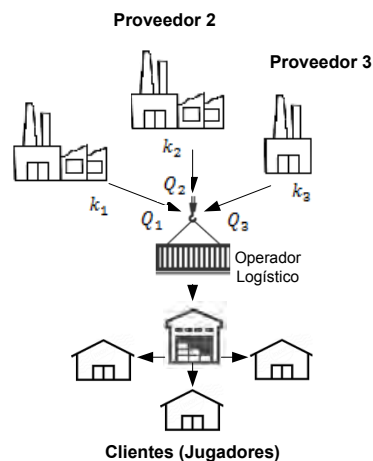 Proveedor 2
Proveedor 3
k₂
k₃
k₁
Q₂
Q₁
Q₃
Operador
Logístico
Clientes (Jugadores)